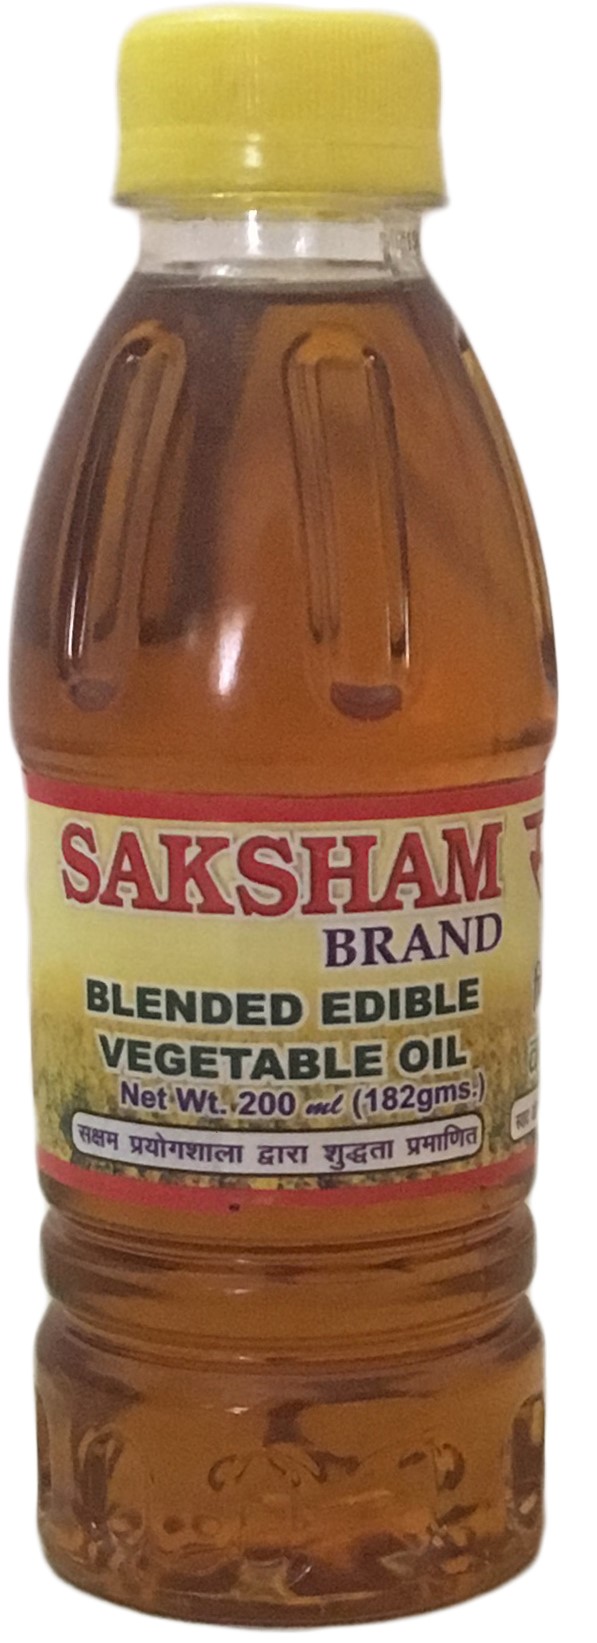 SAKSHAM
BRAND
BLENDED EDIBLE
VEGETABLE OIL
Net Wt. 200 ml (182gms.)
सक्षम प्रयोगशाला द्वारा शुद्धता प्रमाणित